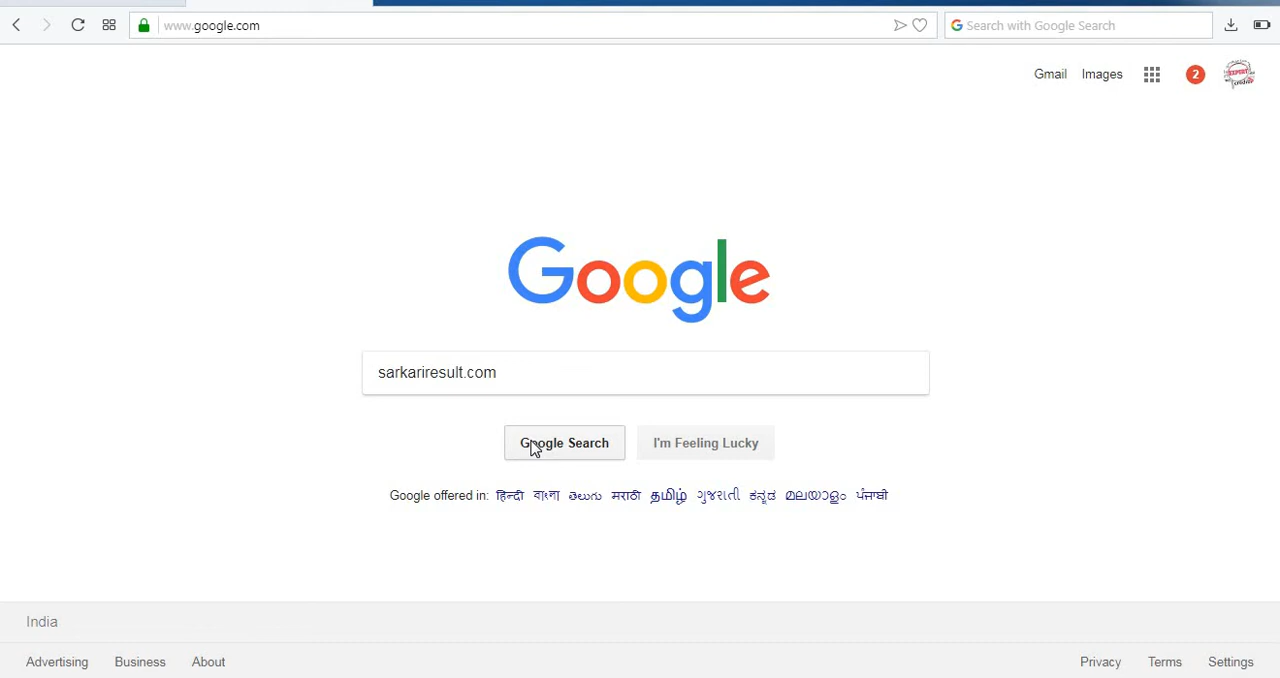 www.google.com
Search with Google Search
Gmail Images 2
Google
sarkariresult.com
Google Search I'm Feeling Lucky
Google offered in: हिन्दी বাংলা తెలుగు मराठी தமிழ் ગુજરાતી ಕನ್ನಡ മലയാളം ਪੰਜਾਬੀ
India
Advertising Business About Privacy Terms Settings